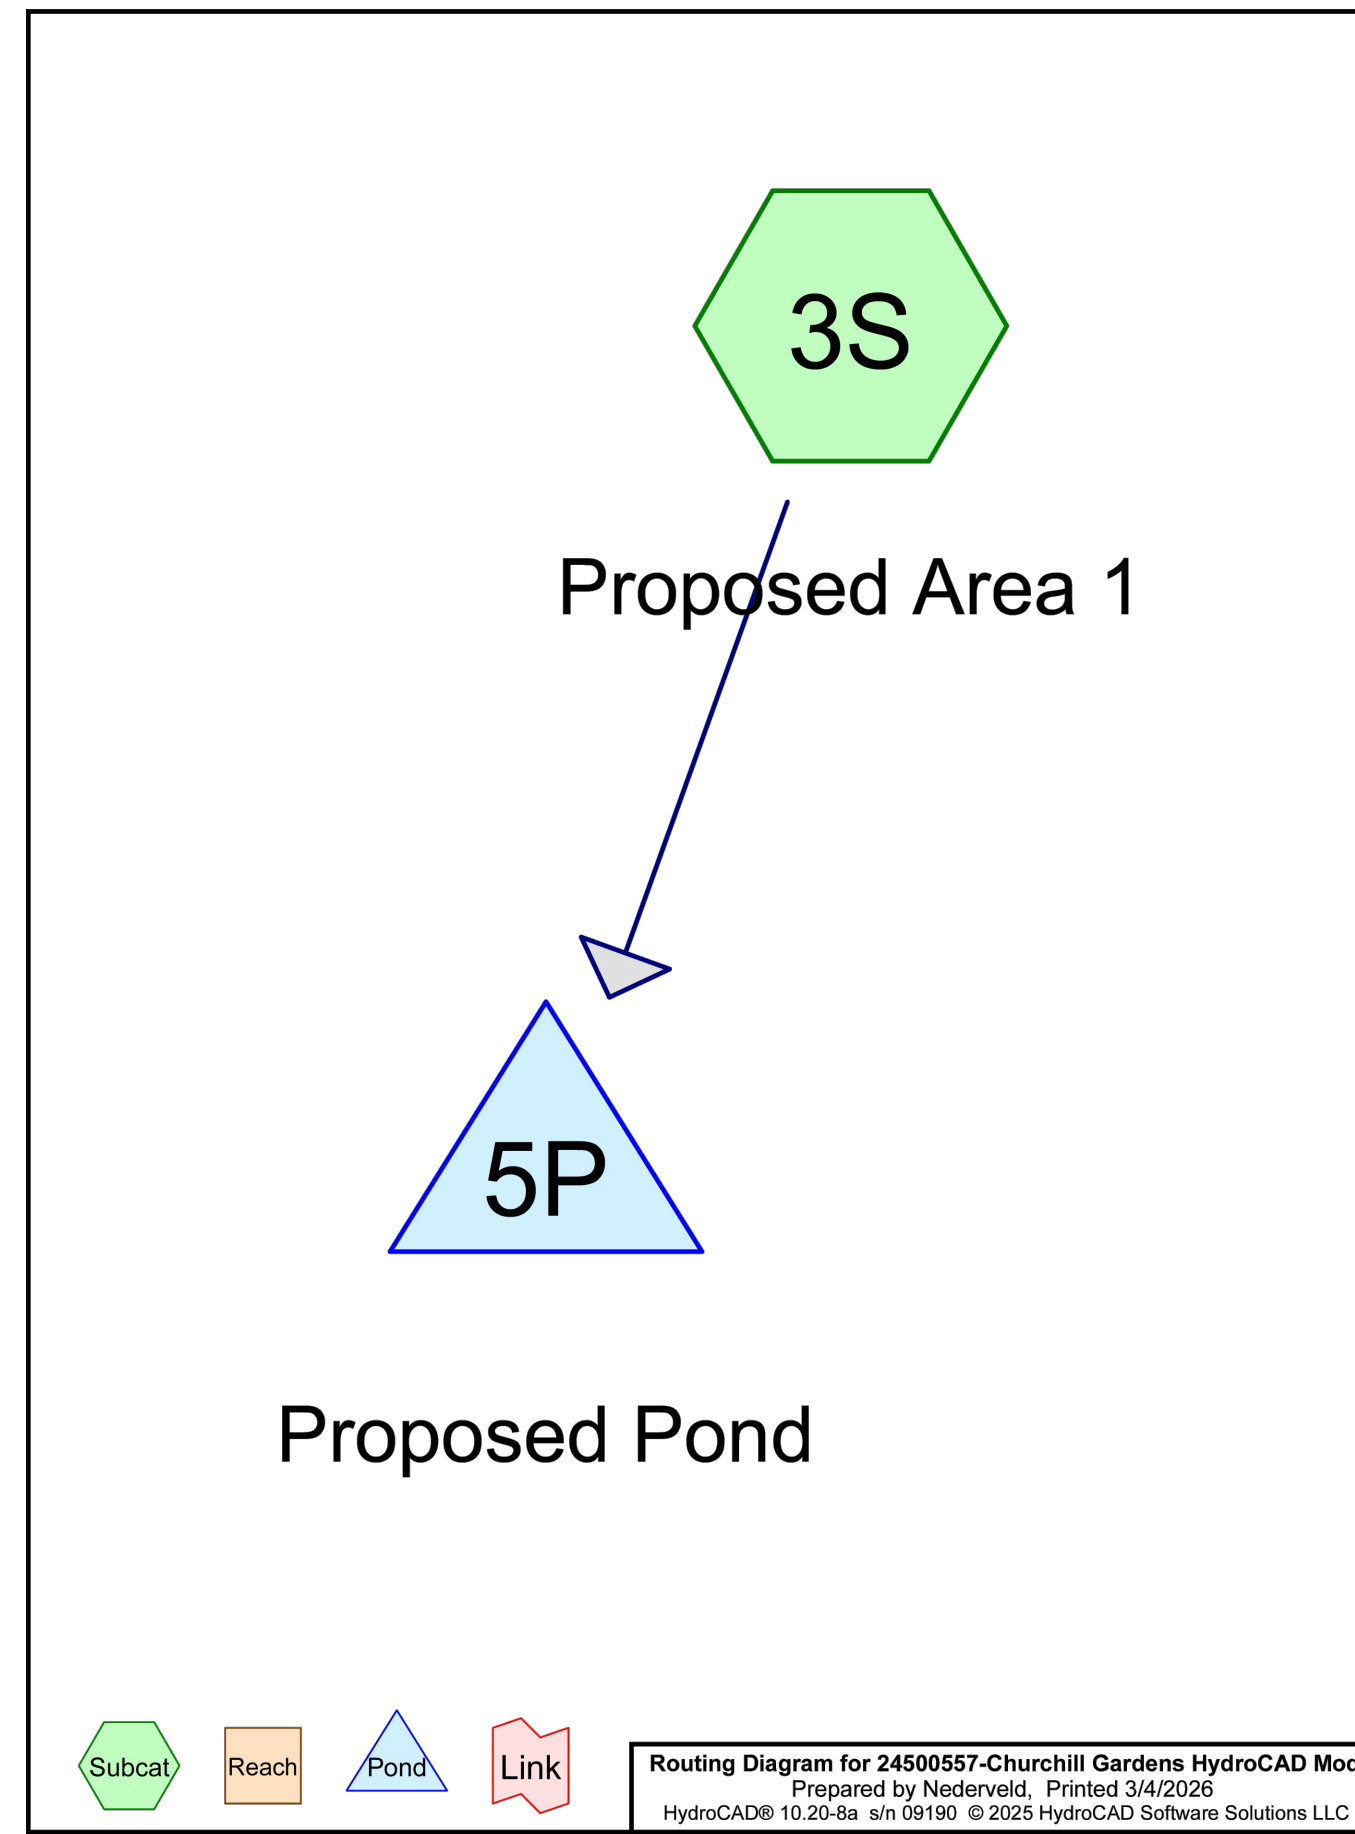 3S
Proposed Area 1
5P
Proposed Pond
Subcat
Reach
Pond
Link
Routing Diagram for 24500557-Churchill Gardens HydroCAD Mod
Prepared by Nederveld,  Printed 3/4/2026
HydroCAD® 10.20-8a  s/n 09190  © 2025 HydroCAD Software Solutions LLC